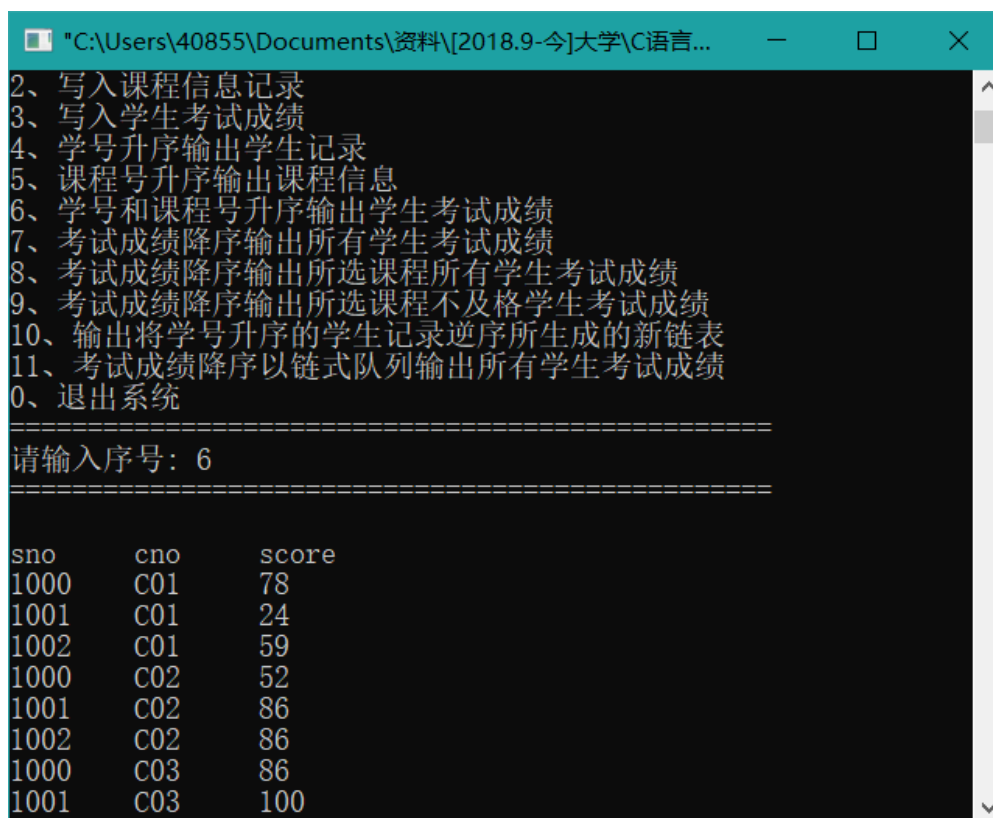 "C:\Users\40855\Documents\资料\[2018.9-今]大学\C语言...
2、写入课程信息记录
3、写入学生考试成绩
4、学号升序输出学生记录
5、课程号升序输出课程信息
6、学号和课程号升序输出学生考试成绩
7、考试成绩降序输出所有学生考试成绩
8、考试成绩降序输出所选课程所有学生考试成绩
9、考试成绩降序输出所选课程不及格学生考试成绩
10、输出将学号升序的学生记录逆序所生成的新链表
11、考试成绩降序以链式队列输出所有学生考试成绩
0、退出系统
=================================================
请输入序号: 6
=================================================
sno cno score
1000 C01 78
1001 C01 24
1002 C01 59
1000 C02 52
1001 C02 86
1002 C02 86
1000 C03 86
1001 C03 100